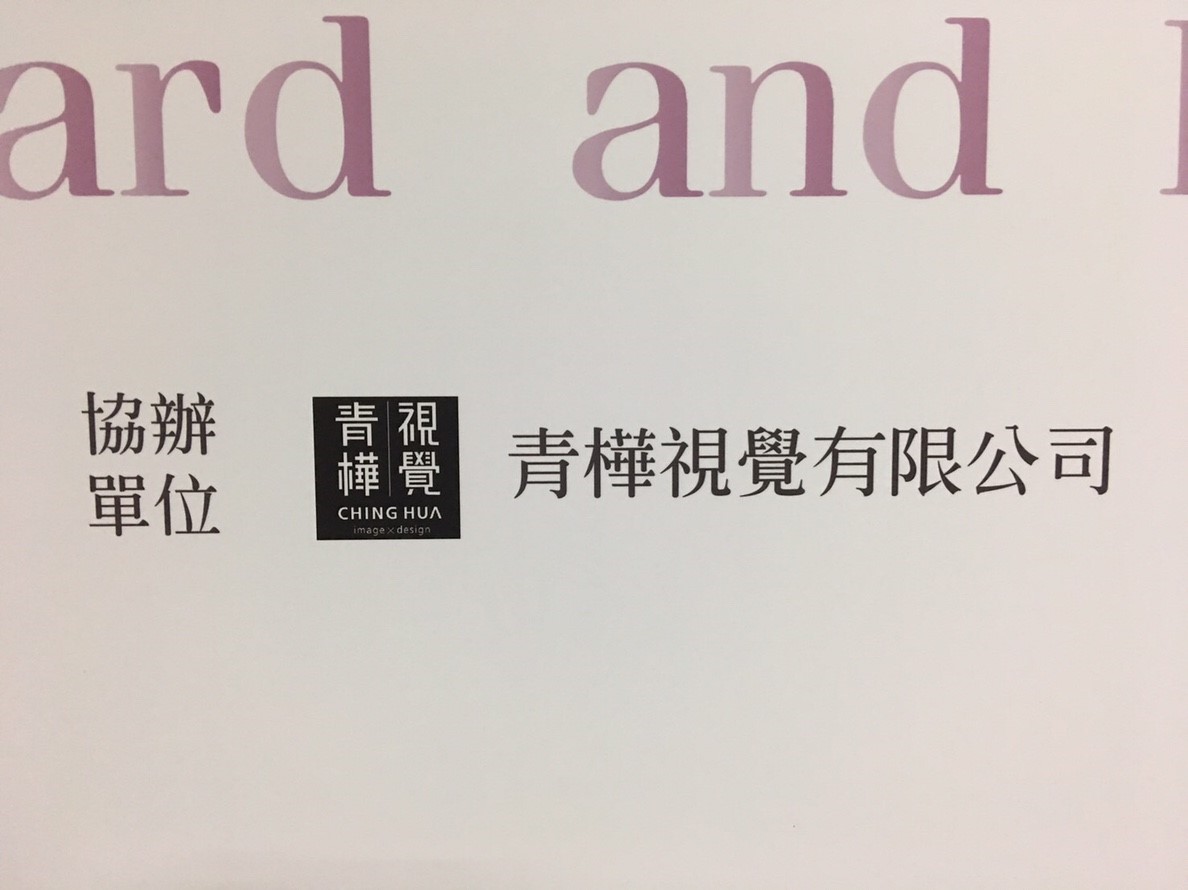 ard and
協辦
單位
青樺
視覺
CHING HUA
image×design
青樺視覺有限公司